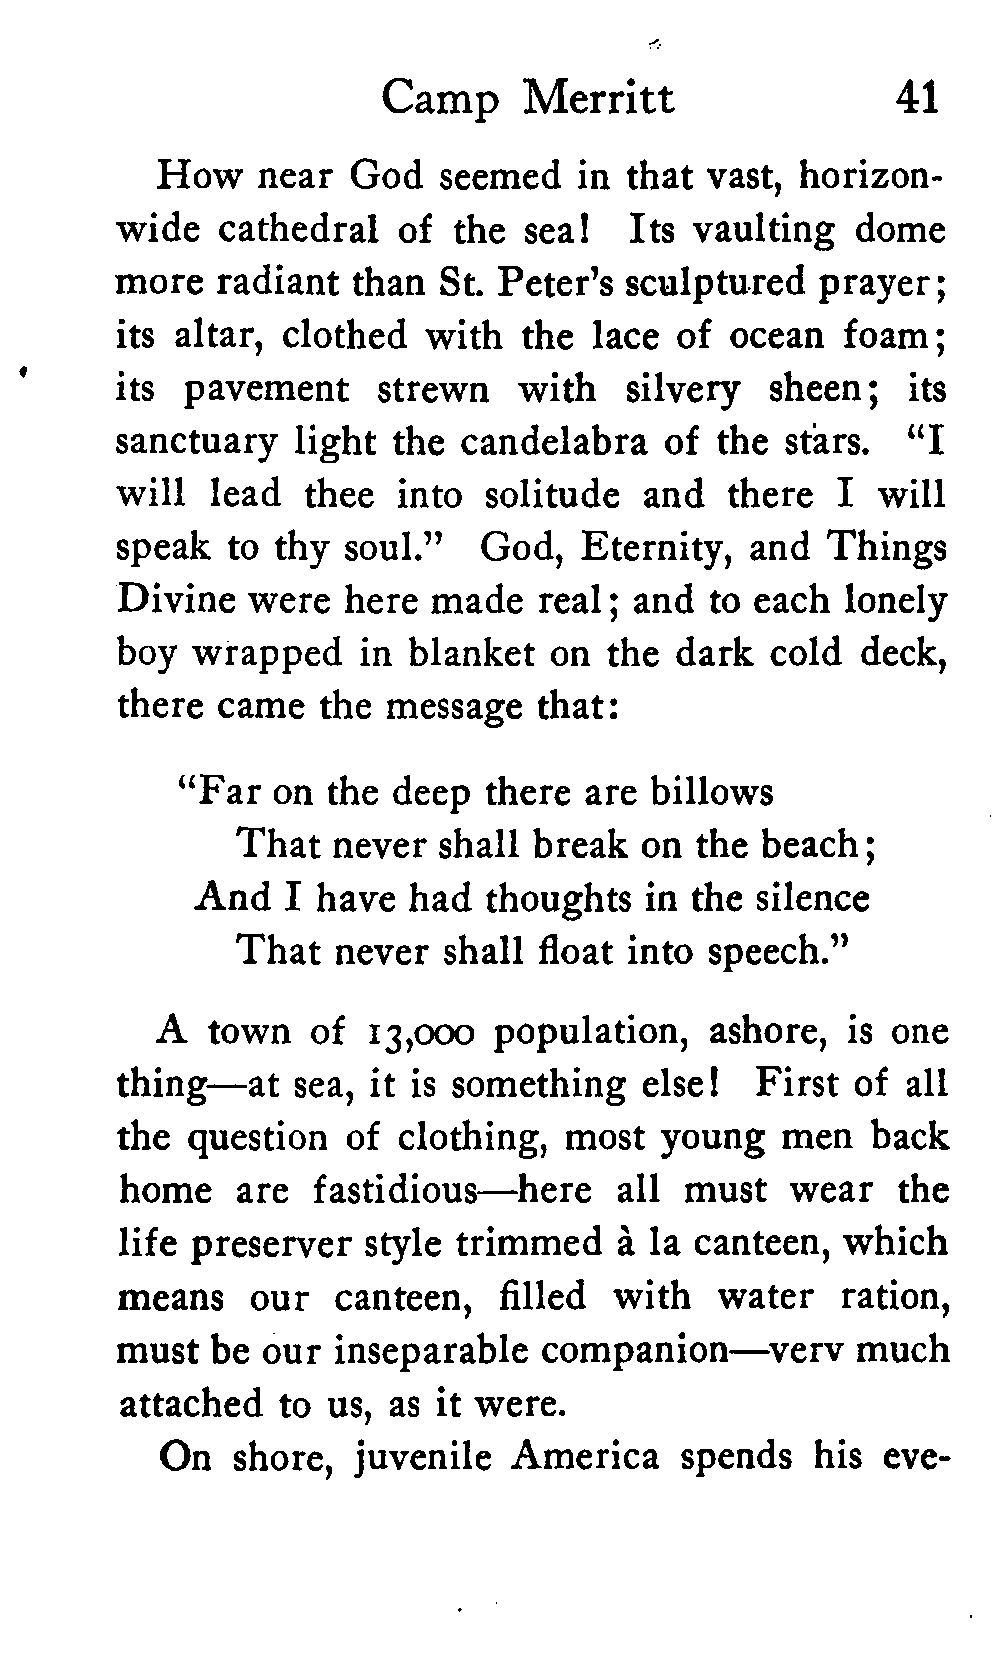 Camp Merritt 41
How near God seemed in that vast, horizon-
wide cathedral of the sea! Its vaulting dome
more radiant than St. Peter's sculptured prayer;
its altar, clothed with the lace of ocean foam;
its pavement strewn with silvery sheen; its
sanctuary light the candelabra of the stars. "I
will lead thee into solitude and there I will
speak to thy soul." God, Eternity, and Things
Divine were here made real; and to each lonely
boy wrapped in blanket on the dark cold deck,
there came the message that:
"Far on the deep there are billows
That never shall break on the beach;
And I have had thoughts in the silence
That never shall float into speech."
A town of 13,000 population, ashore, is one
thing—at sea, it is something else! First of all
the question of clothing, most young men back
home are fastidious—here all must wear the
life preserver style trimmed à la canteen, which
means our canteen, filled with water ration,
must be our inseparable companion—verv much
attached to us, as it were.
On shore, juvenile America spends his eve-